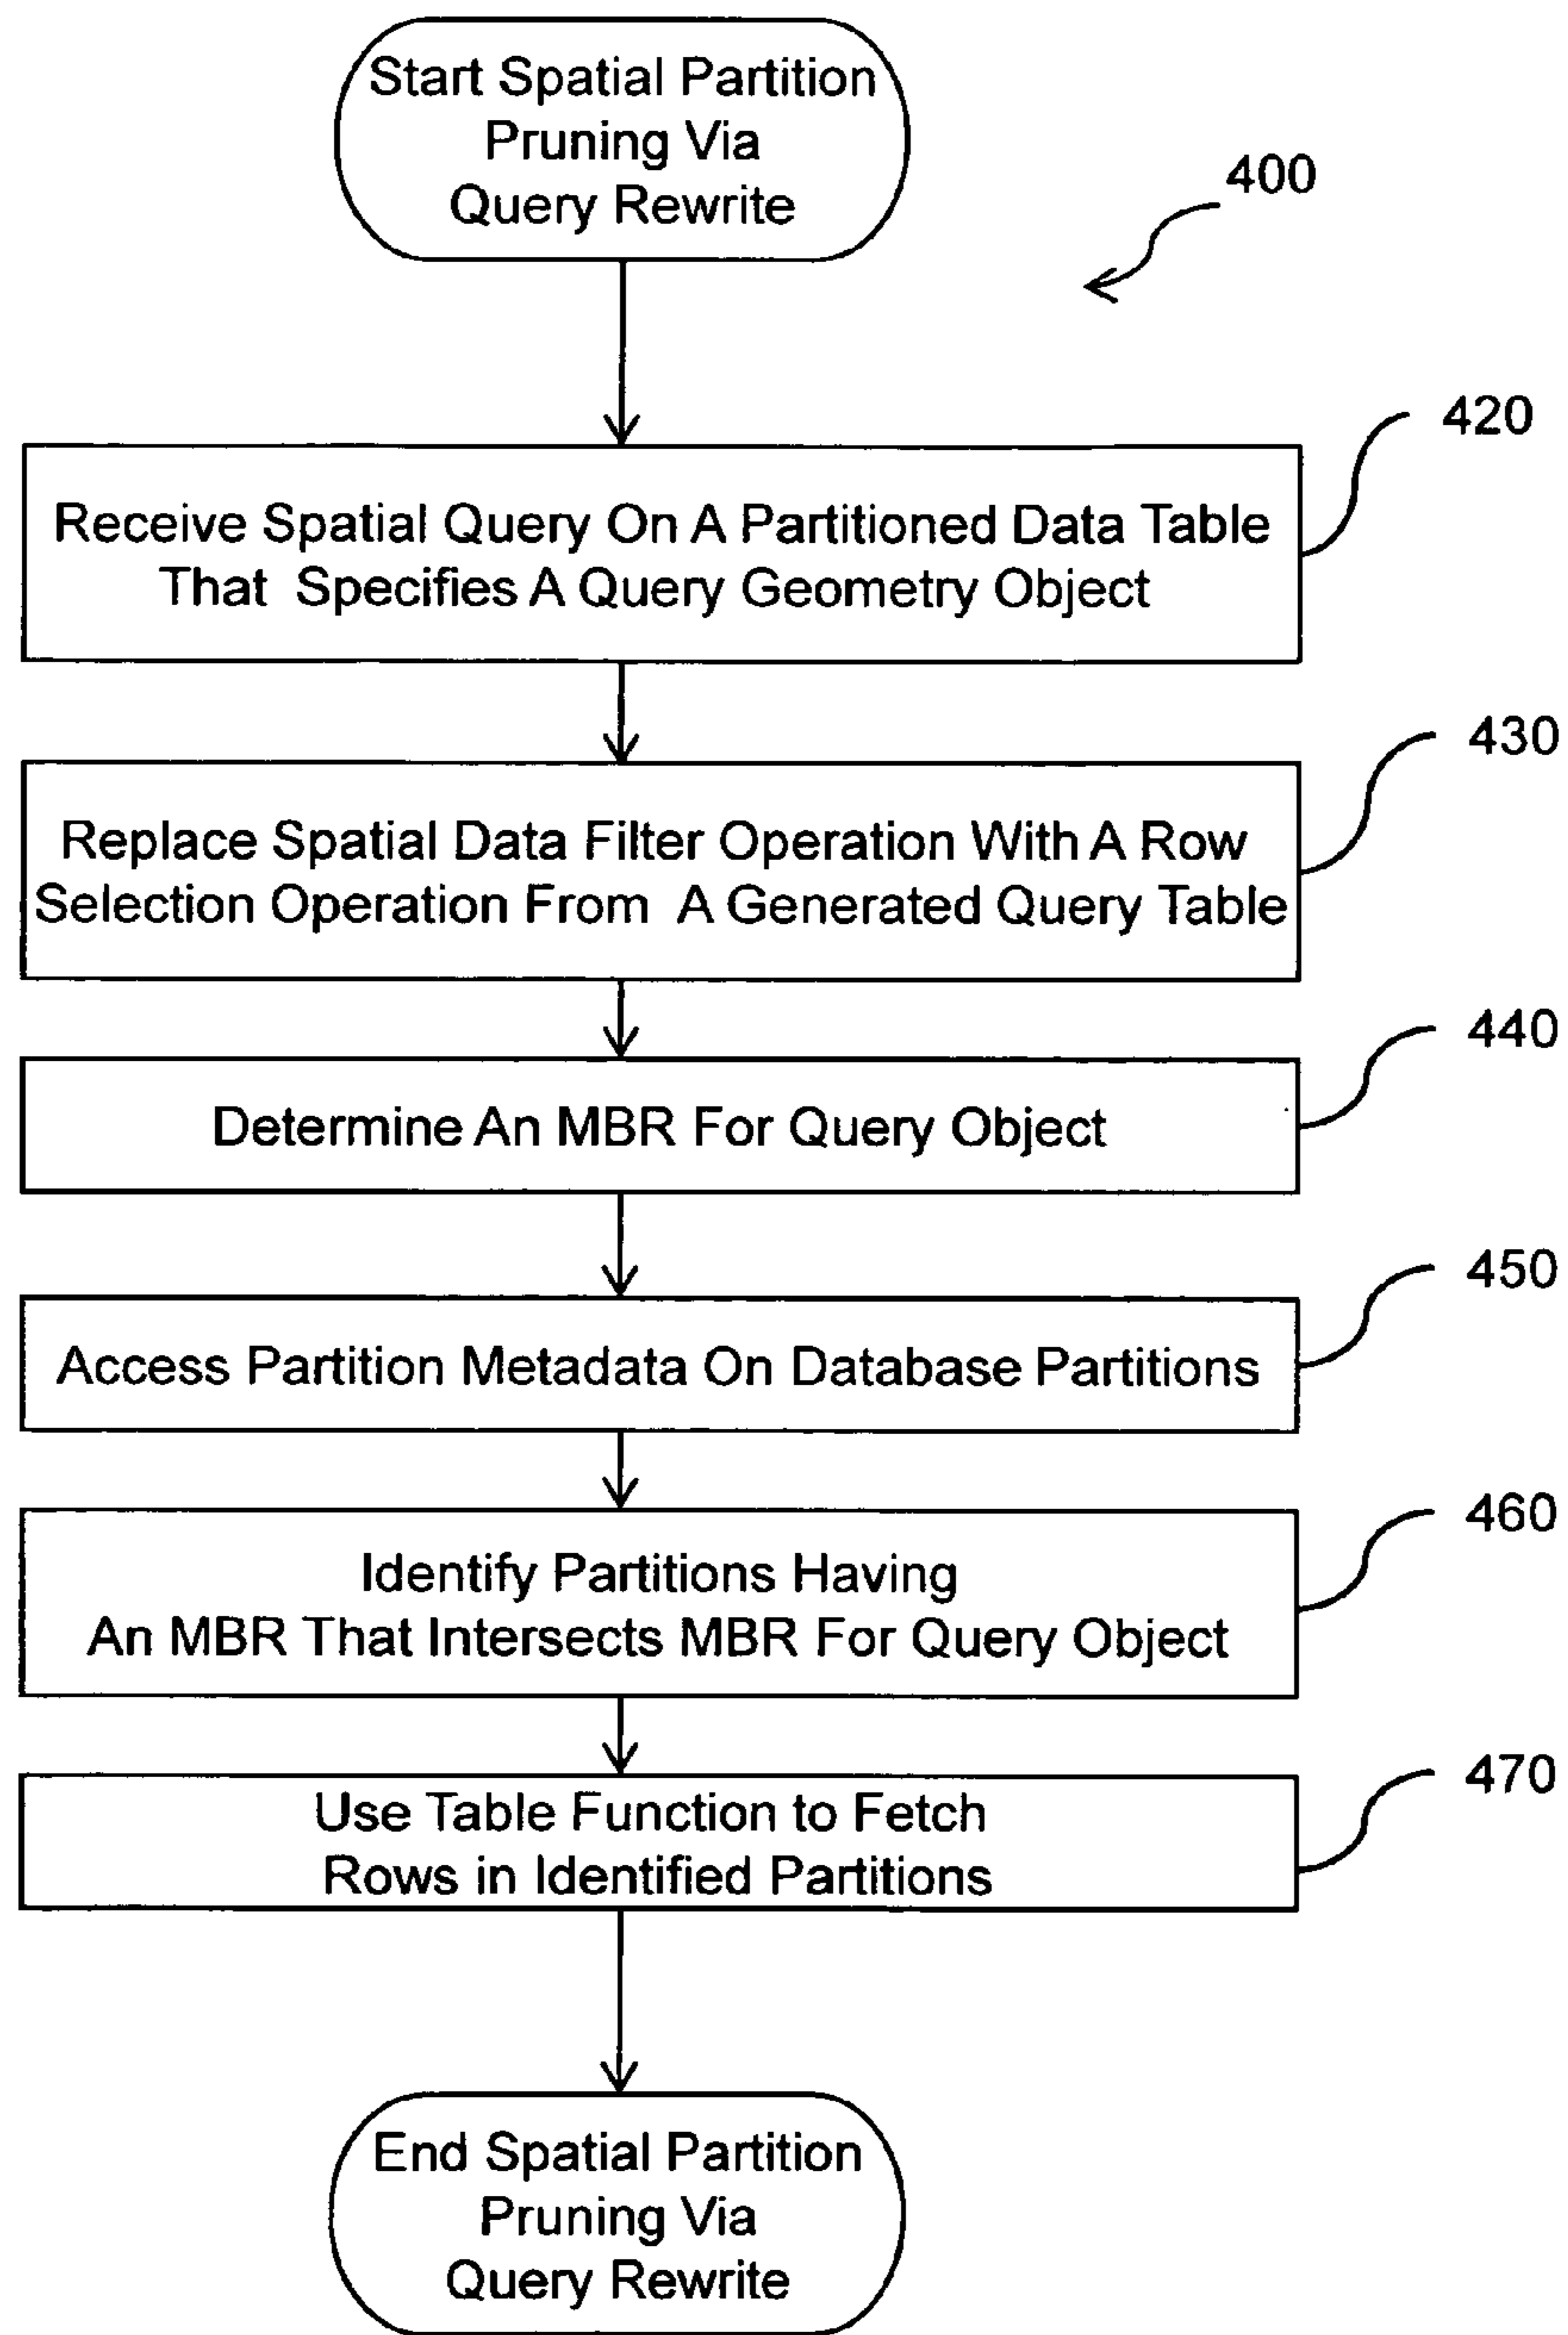 Start Spatial Partition
Pruning Via
Query Rewrite
400
420
Receive Spatial Query On A Partitioned Data Table
That Specifies A Query Geometry Object
430
Replace Spatial Data Filter Operation With A Row
Selection Operation From A Generated Query Table
440
Determine An MBR For Query Object
450
Access Partition Metadata On Database Partitions
460
Identify Partitions Having
An MBR That Intersects MBR For Query Object
470
Use Table Function to Fetch
Rows in Identified Partitions
End Spatial Partition
Pruning Via
Query Rewrite